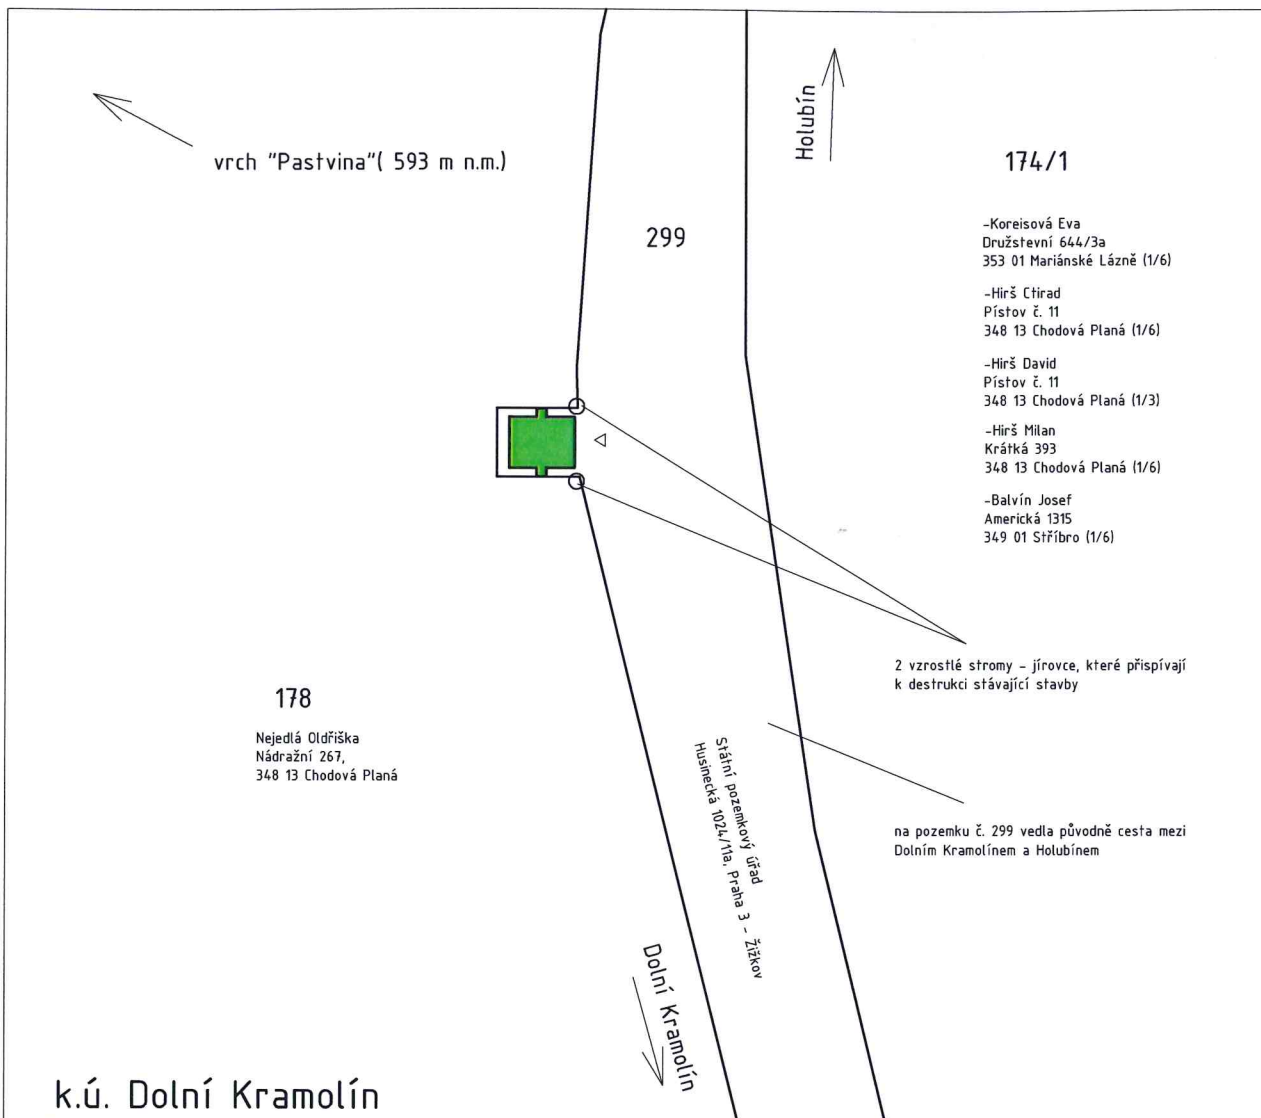 vrch "Pastvina"( 593 m n.m.)
Holubín
174/1
299
-Koreisová Eva
Družstevní 644/3a
353 01 Mariánské Lázně (1/6)
-Hirš Ctirad
Pístov č. 11
348 13 Chodová Planá (1/6)
-Hirš David
Pístov č. 11
348 13 Chodová Planá (1/3)
-Hirš Milan
Krátká 393
348 13 Chodová Planá (1/6)
-Balvín Josef
Americká 1315
349 01 Stříbro (1/6)
2 vzrostlé stromy - jírovce, které přispívají
k destrukci stávající stavby
178
Nejedlá Oldřiška
Nádražní 267,
348 13 Chodová Planá
Státní pozemkový úřad
Husinecká 1024/11a, Praha 3 - Žižkov
na pozemku č. 299 vedla původně cesta mezi
Dolním Kramolínem a Holubínem
Dolní Kramolín
k.ú. Dolní Kramolín